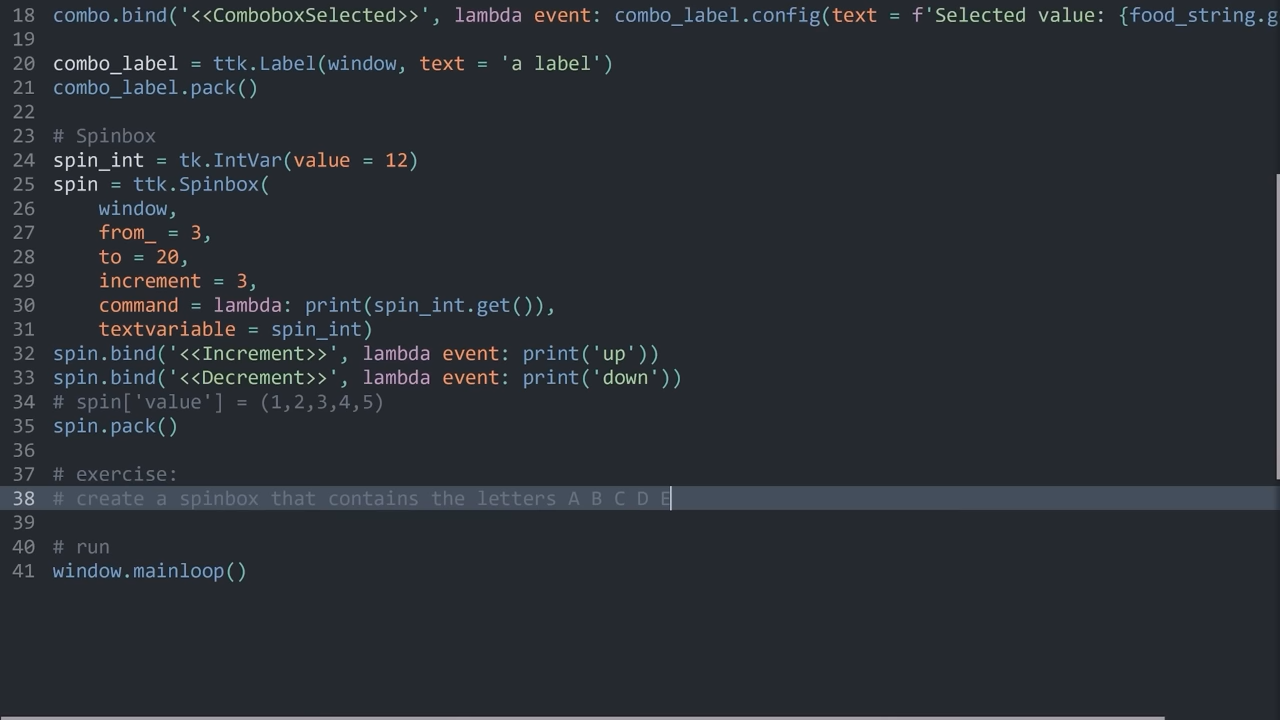 18 combo.bind('<<ComboboxSelected>>', lambda event: combo_label.config(text = f'Selected value: {food_string.g
19
20 combo_label = ttk.Label(window, text = 'a label')
21 combo_label.pack()
22
23 # Spinbox
24 spin_int = tk.IntVar(value = 12)
25 spin = ttk.Spinbox(
26     window,
27     from_ = 3,
28     to = 20,
29     increment = 3,
30     command = lambda: print(spin_int.get()),
31     textvariable = spin_int)
32 spin.bind('<<Increment>>', lambda event: print('up'))
33 spin.bind('<<Decrement>>', lambda event: print('down'))
34 # spin['value'] = (1,2,3,4,5)
35 spin.pack()
36
37 # exercise:
38 # create a spinbox that contains the letters A B C D E
39
40 # run
41 window.mainloop()